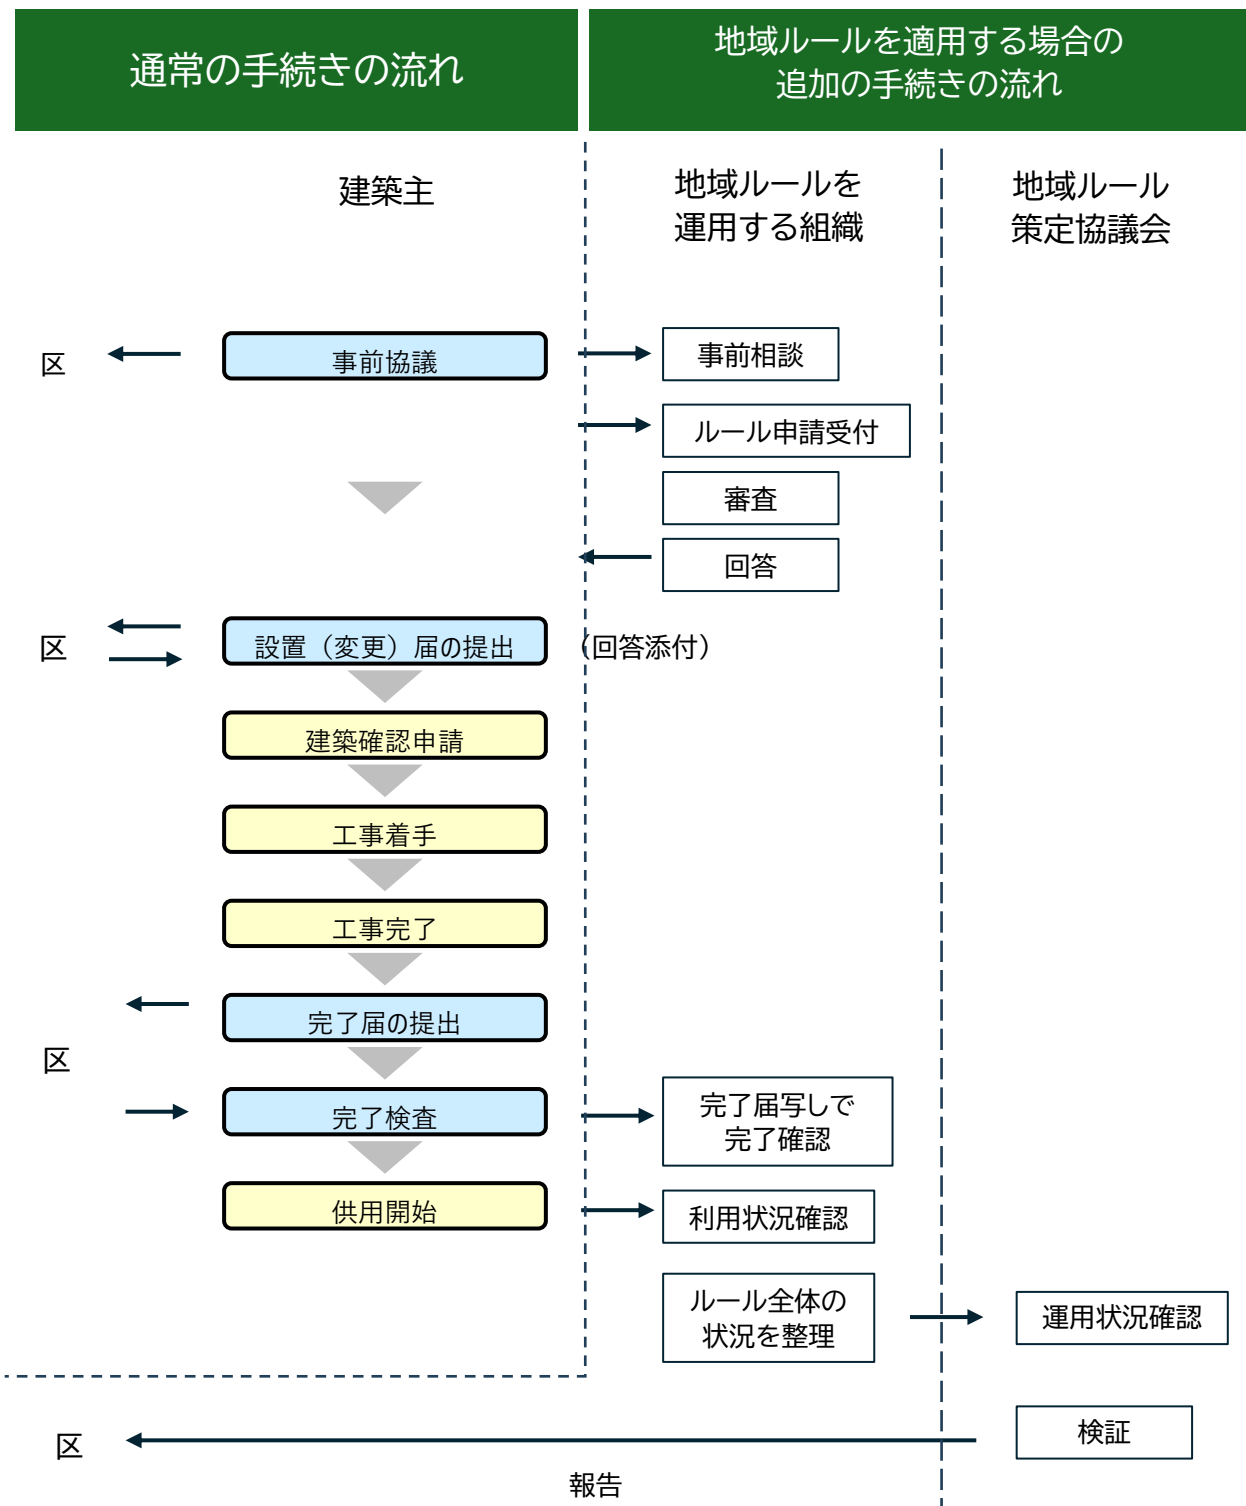 通常の手続きの流れ
地域ルールを適用する場合の
追加の手続きの流れ
建築主
地域ルールを
運用する組織
地域ルール
策定協議会
区
事前協議
事前相談
ルール申請受付
審査
回答
区
設置（変更）届の提出
（回答添付）
建築確認申請
工事着手
工事完了
完了届の提出
区
完了検査
完了届写しで
完了確認
供用開始
利用状況確認
ルール全体の
状況を整理
運用状況確認
検証
区
報告